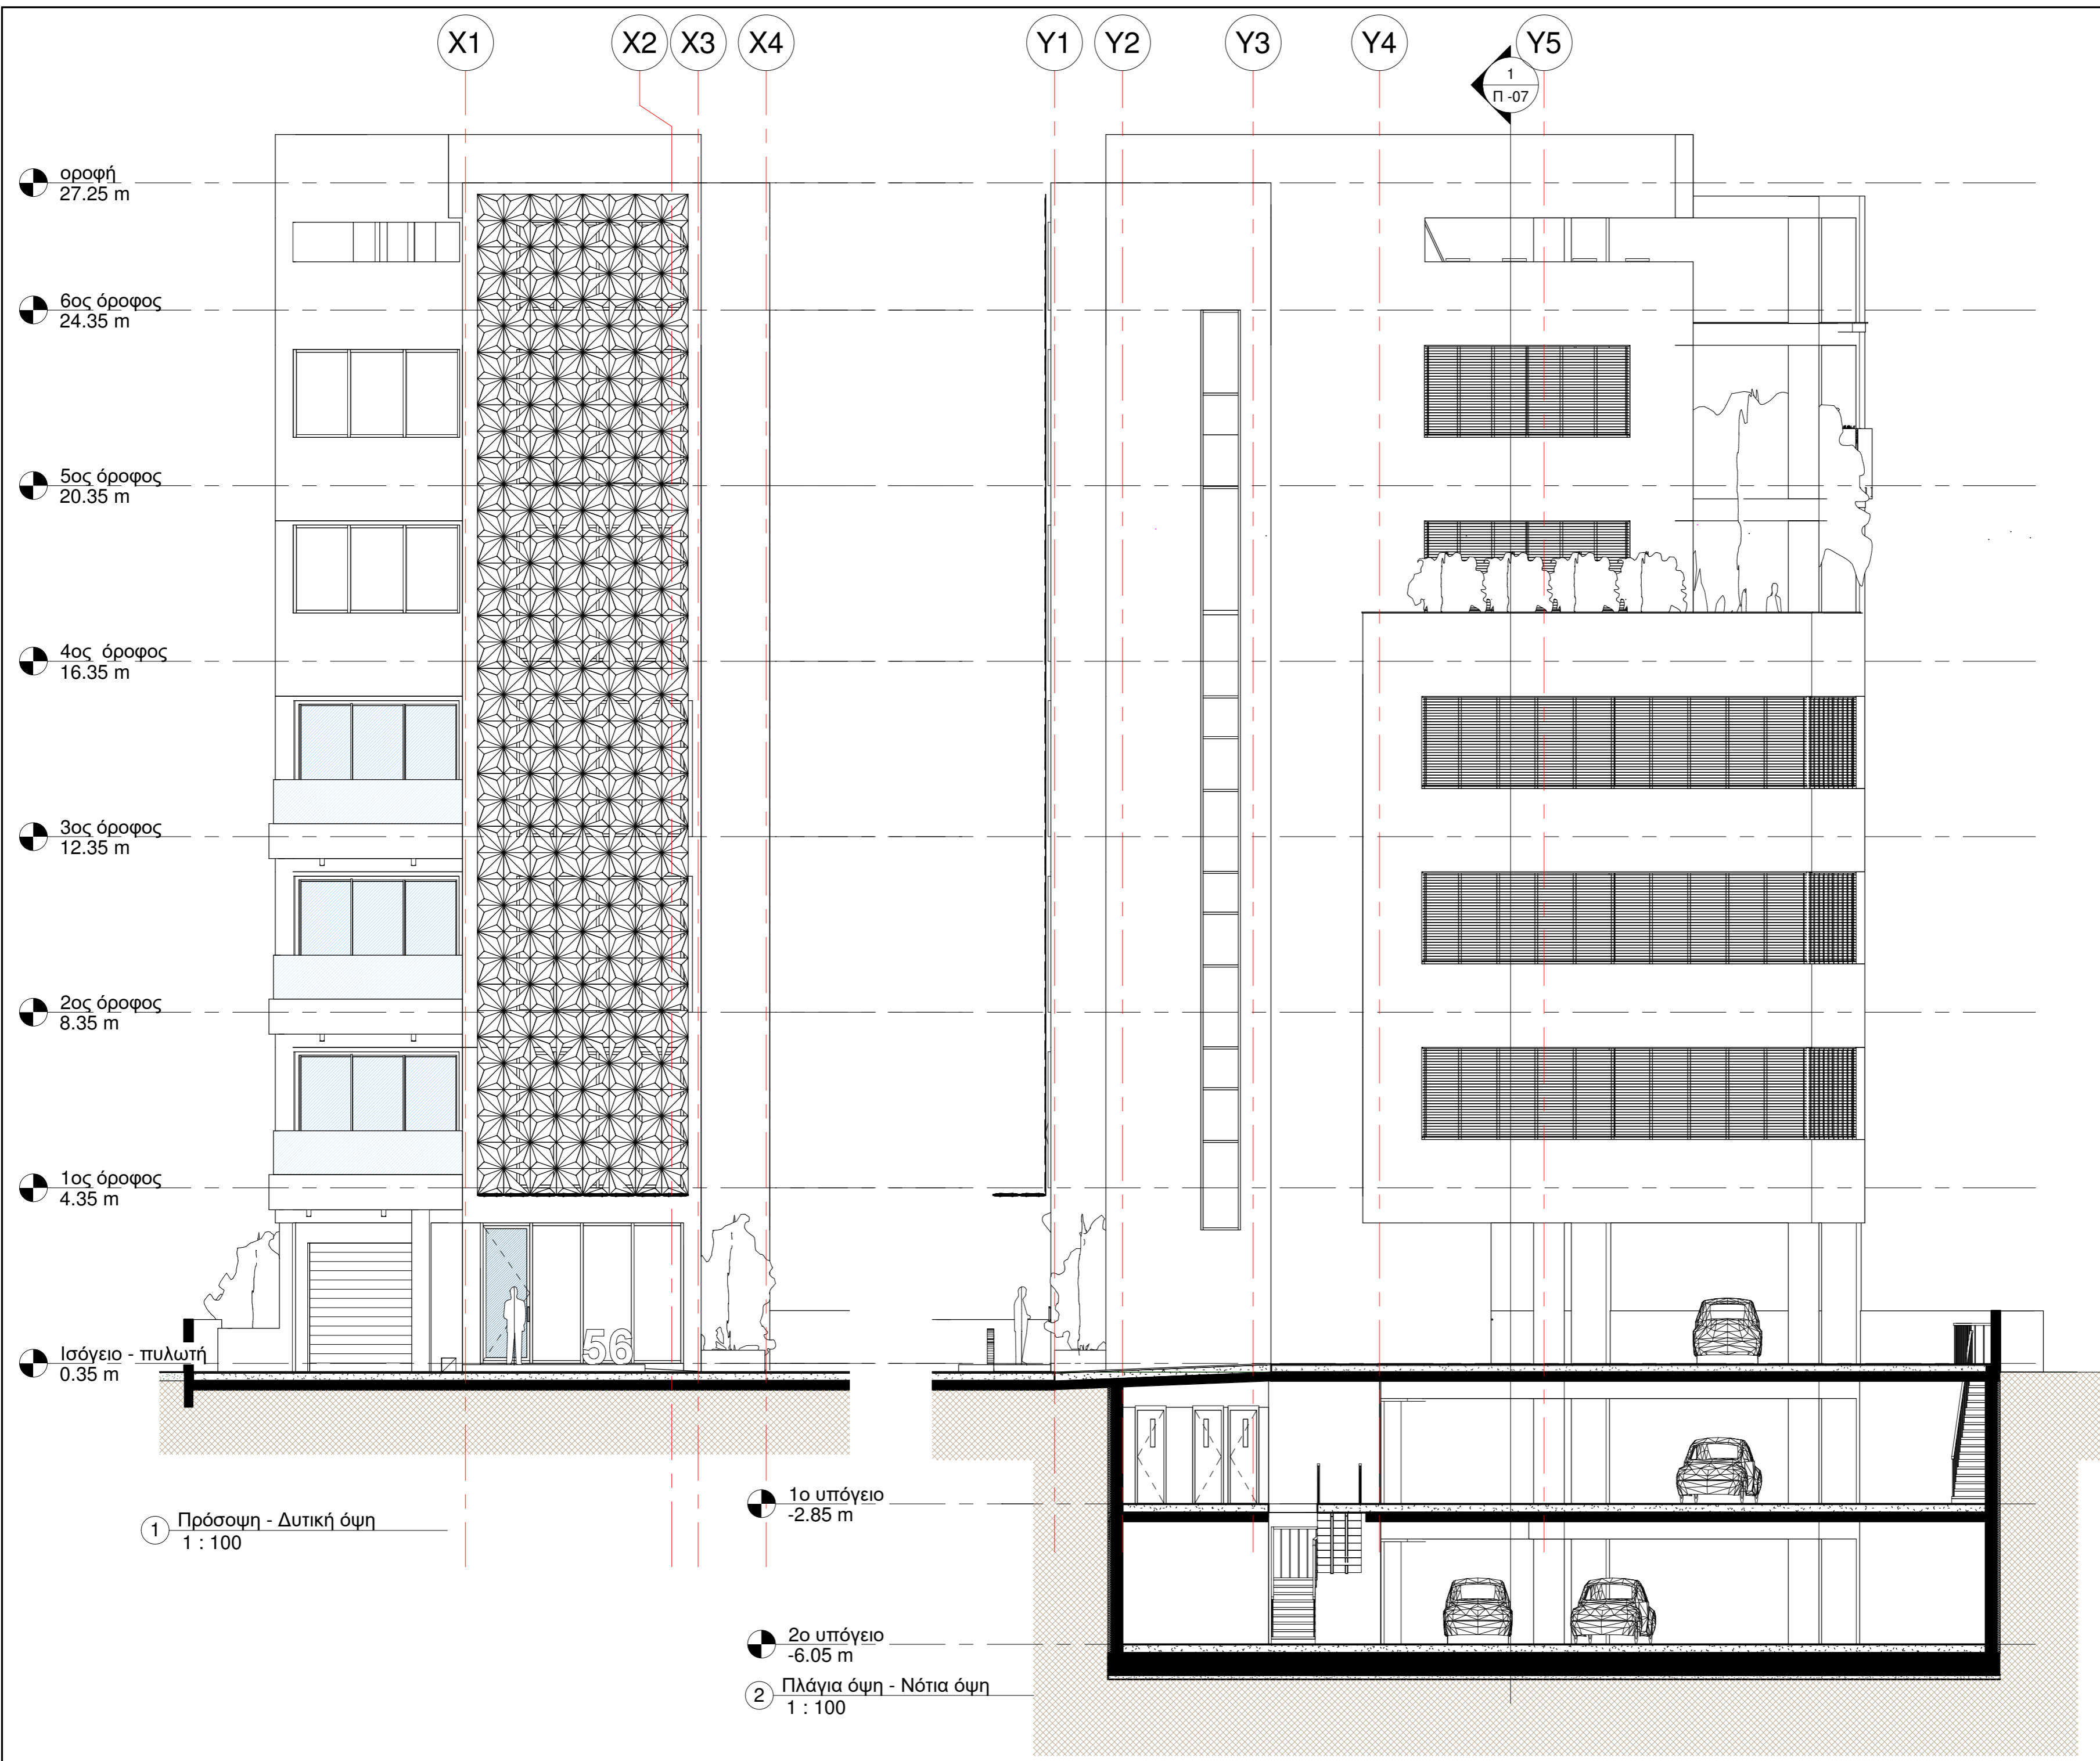 X1
X2
X3
X4
Y1
Y2
Y3
Y4
Y5
1
Π -07
οροφή
27.25 m
6ος όροφος
24.35 m
5ος όροφος
20.35 m
4ος όροφος
16.35 m
3ος όροφος
12.35 m
2ος όροφος
8.35 m
1ος όροφος
4.35 m
56
Ισόγειο - πυλωτή
0.35 m
1ο υπόγειο
-2.85 m
1 Πρόσοψη - Δυτική όψη
1 : 100
2ο υπόγειο
-6.05 m
2 Πλάγια όψη - Νότια όψη
1 : 100